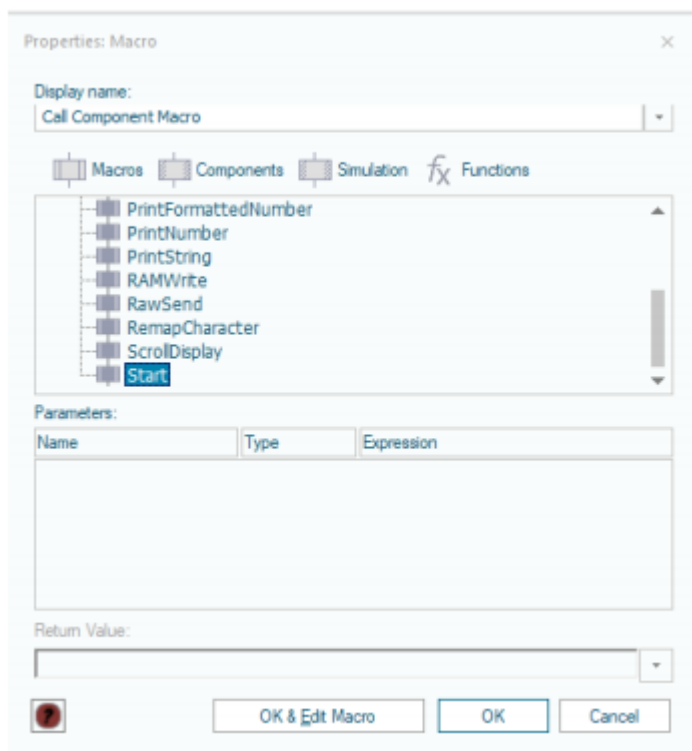 Properties: Macro
Display name:
Call Component Macro
Macros Components Simulation fx Functions
PrintFormattedNumber
PrintNumber
PrintString
RAMWrite
RawSend
RemapCharacter
ScrollDisplay
Start
Parameters:
Name Type Expression
Return Value:
? OK & Edit Macro OK Cancel